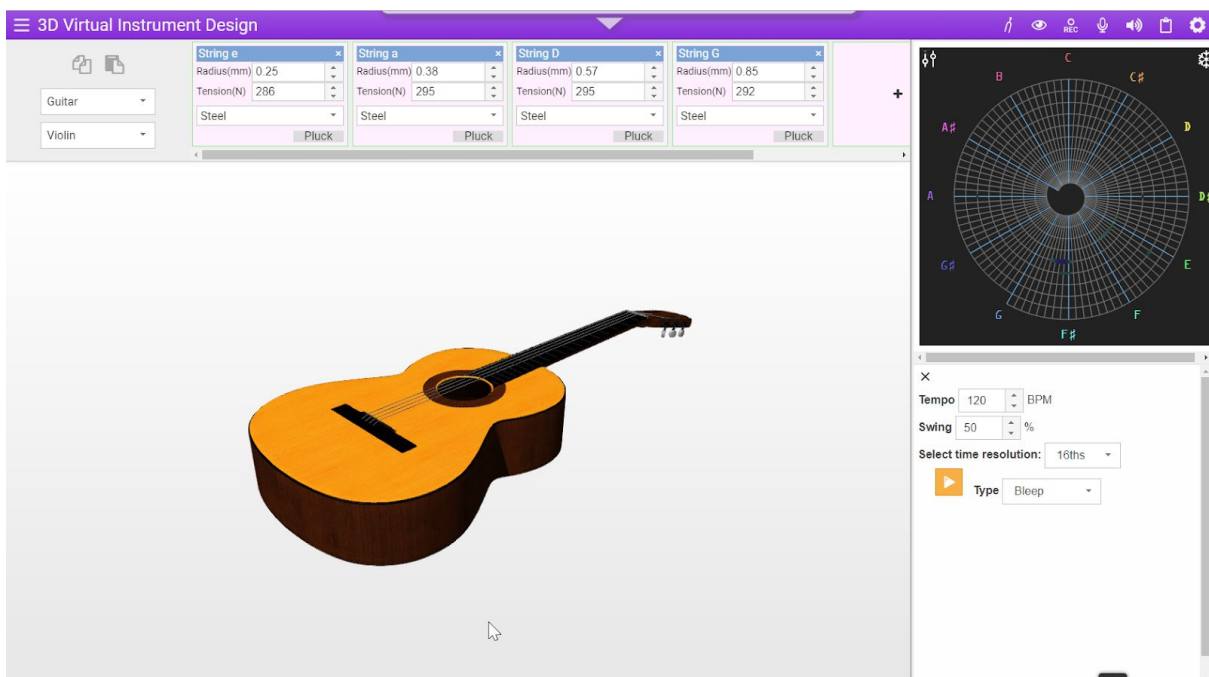 3D Virtual Instrument Design
REC
Guitar
Violin
String e ×
Radius(mm) 0.25
Tension(N) 286
Steel
Pluck
String a ×
Radius(mm) 0.38
Tension(N) 295
Steel
Pluck
String D ×
Radius(mm) 0.57
Tension(N) 295
Steel
Pluck
String G ×
Radius(mm) 0.85
Tension(N) 292
Steel
Pluck
+
C
C♯
D
D♯
E
F
F♯
G
G♯
A
A♯
B
×
Tempo 120 BPM
Swing 50 %
Select time resolution: 16ths
Type Bleep